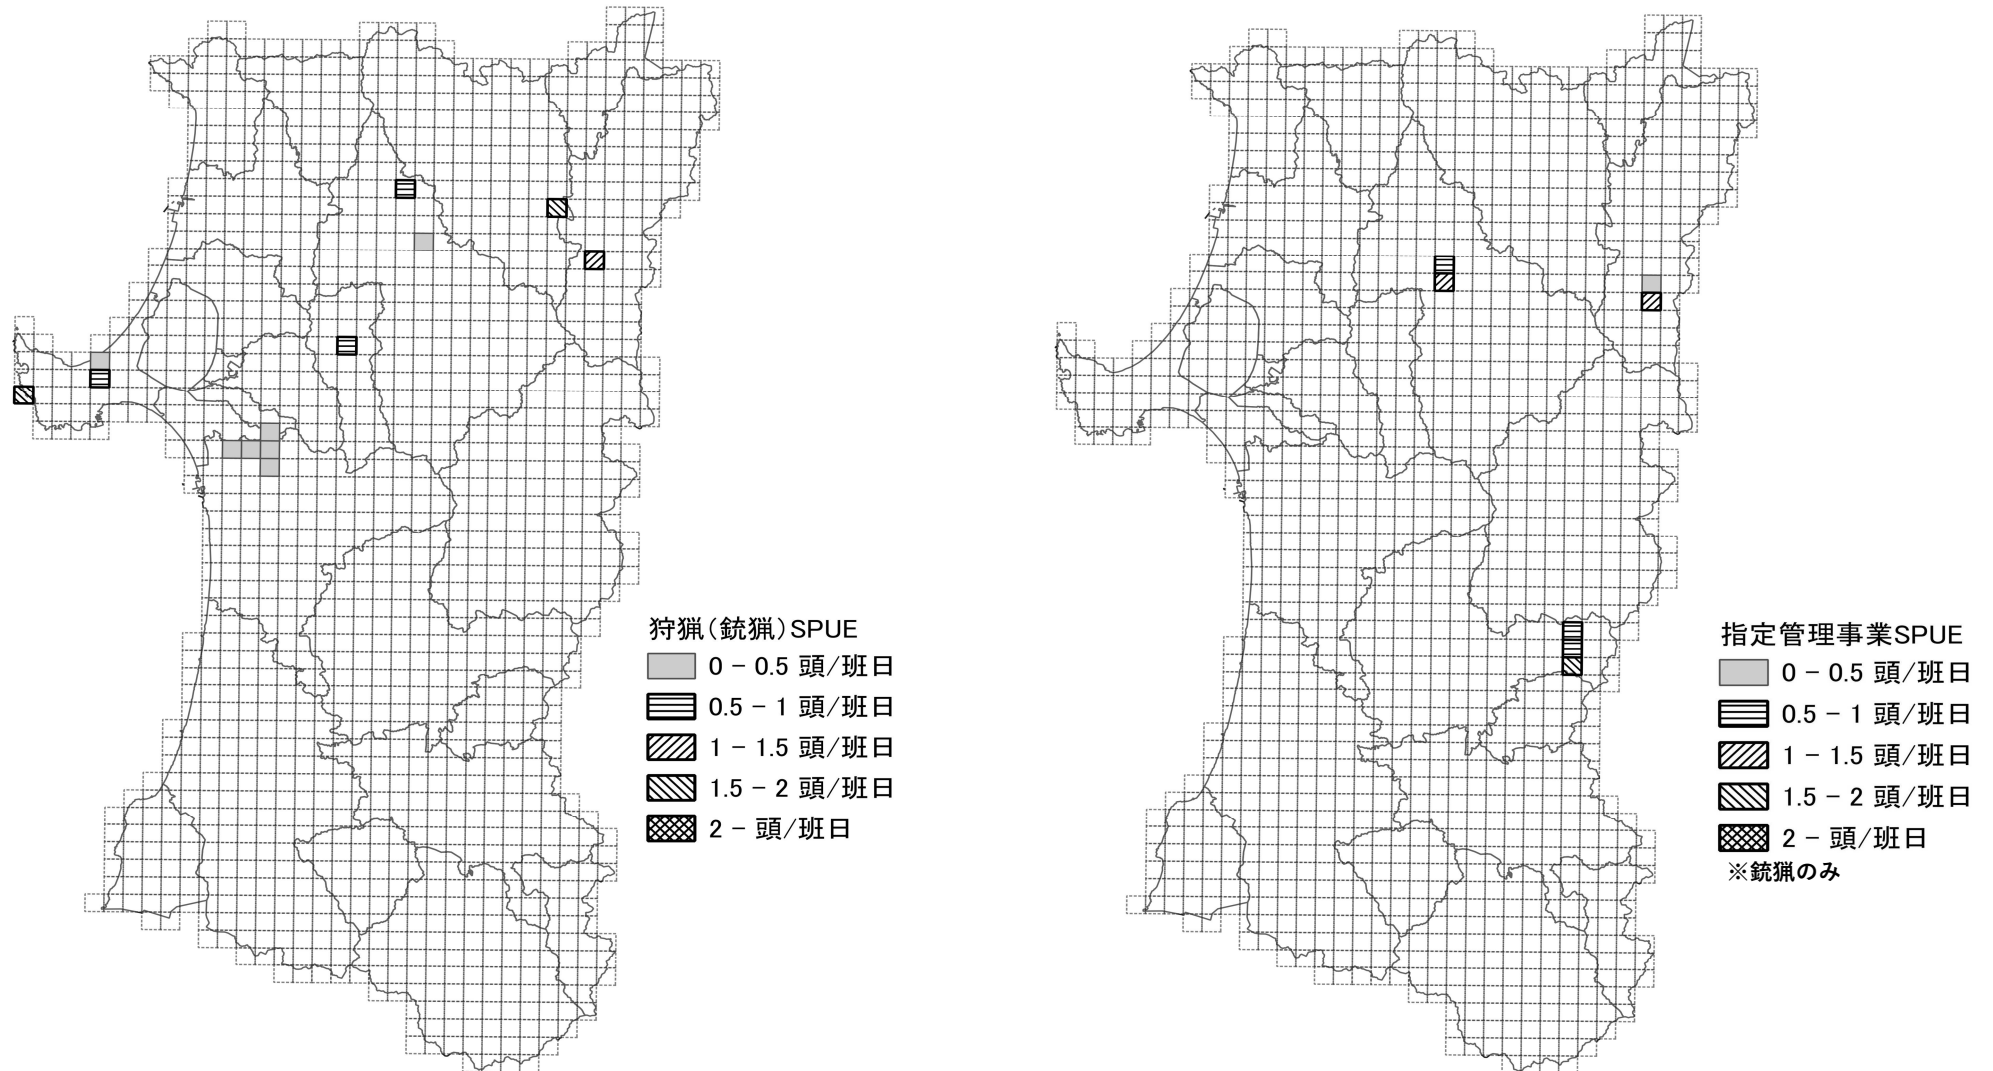 狩猟(銃猟)SPUE
0 - 0.5 頭/班日
0.5 - 1 頭/班日
1 - 1.5 頭/班日
1.5 - 2 頭/班日
2 - 頭/班日
指定管理事業SPUE
0 - 0.5 頭/班日
0.5 - 1 頭/班日
1 - 1.5 頭/班日
1.5 - 2 頭/班日
2 - 頭/班日
※銃猟のみ